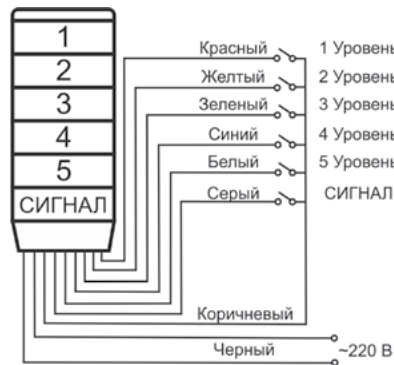 1
2
3
4
5
СИГНАЛ
Красный 1 Уровень
Желтый 2 Уровень
Зеленый 3 Уровень
Синий 4 Уровень
Белый 5 Уровень
Серый СИГНАЛ
Коричневый
Черный ~220 В